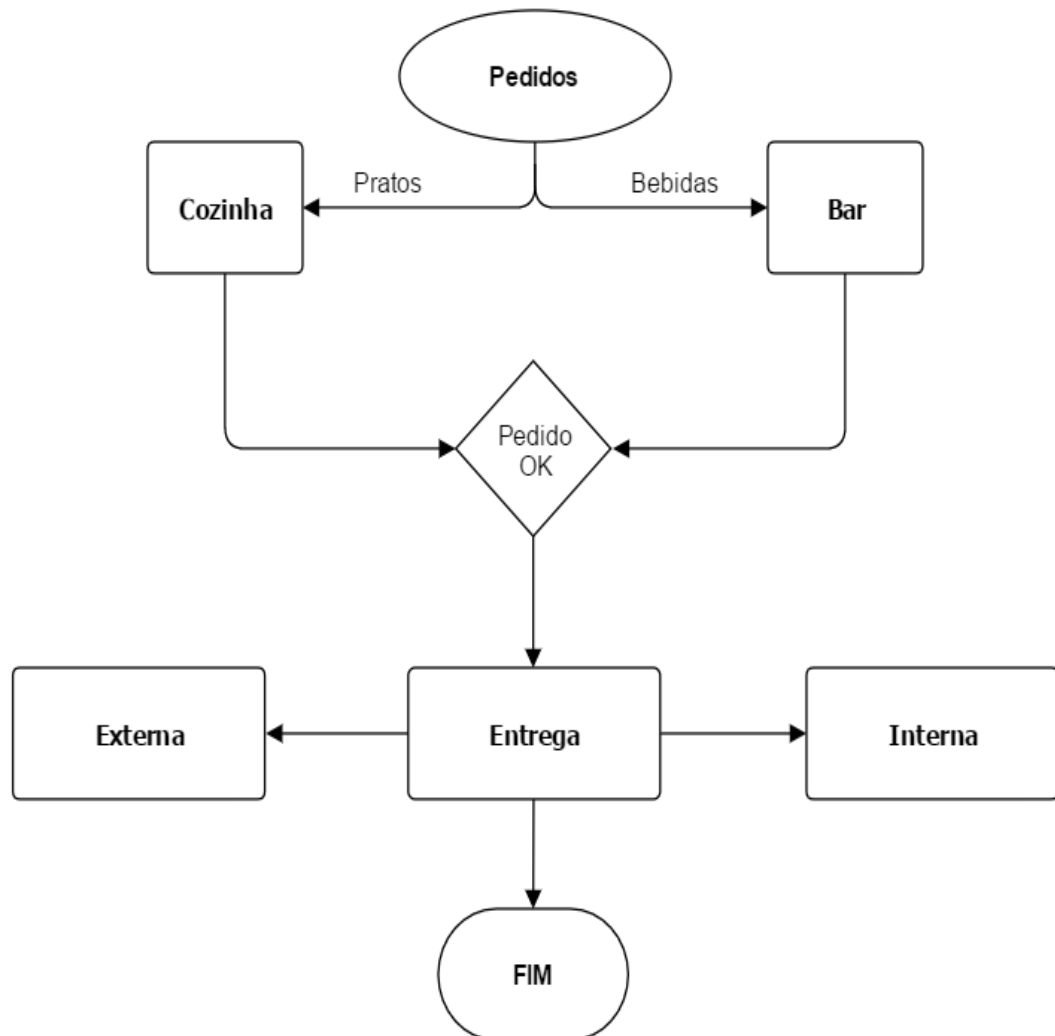 Pedidos
Pratos
Bebidas
Cozinha
Bar
Pedido
OK
Externa
Entrega
Interna
FIM